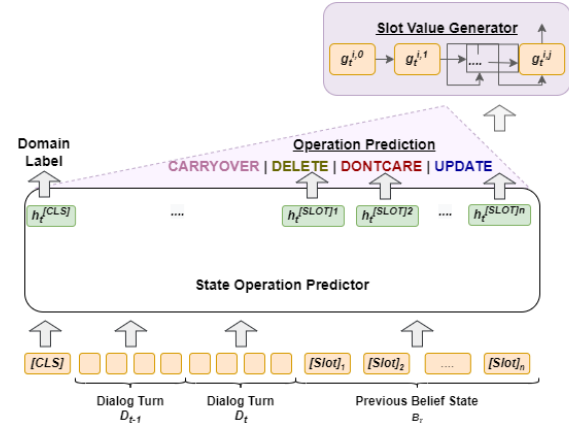 Slot Value Generator
g_t^{i,0} g_t^{i,1} .... g_t^{i,j}
Domain
Label
Operation Prediction
CARRYOVER | DELETE | DONTCARE | UPDATE
h_t^{[CLS]} .... h_t^{[SLOT]1} h_t^{[SLOT]2} .... h_t^{[SLOT]n}
State Operation Predictor
[CLS] [Slot]_1 [Slot]_2 .... [Slot]_n
Dialog Turn
D_{t-1}
Dialog Turn
D_t
Previous Belief State
B_T